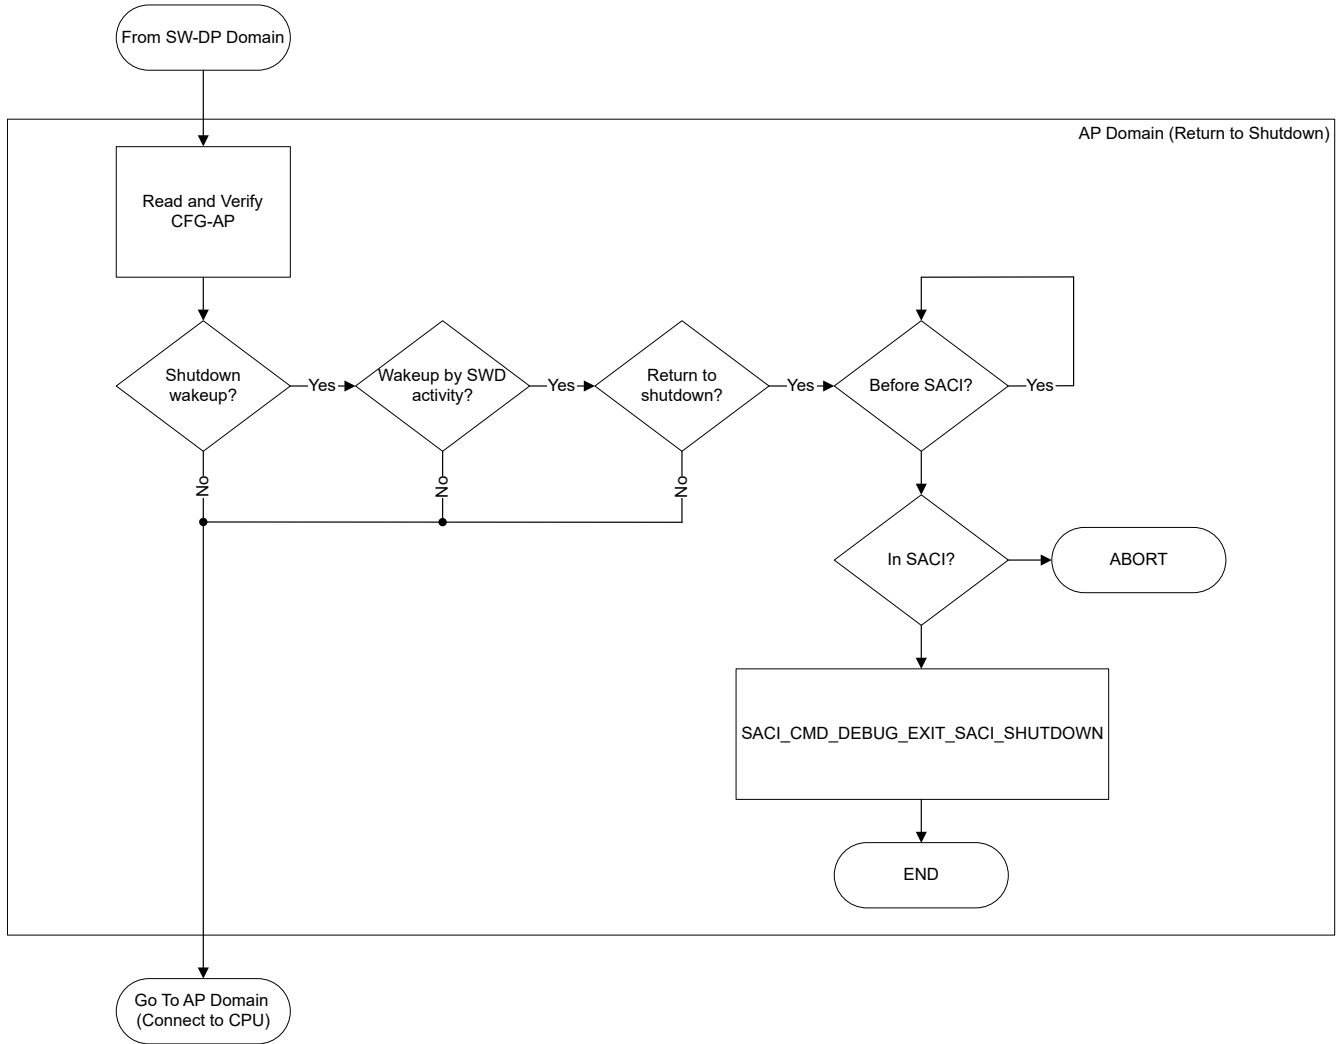 From SW-DP Domain
AP Domain (Return to Shutdown)
Read and Verify
CFG-AP
Shutdown
wakeup?
Yes
Wakeup by SWD
activity?
Yes
Return to
shutdown?
Yes
Before SACI?
Yes
No
No
No
In SACI?
ABORT
SACI_CMD_DEBUG_EXIT_SACI_SHUTDOWN
END
Go To AP Domain
(Connect to CPU)